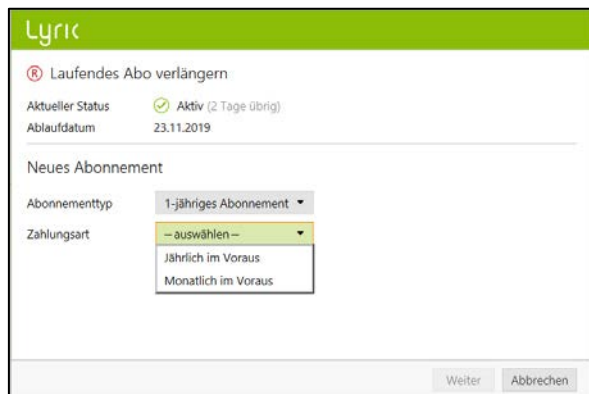 Lyric
® Laufendes Abo verlängern
Aktueller Status Aktiv (2 Tage übrig)
Ablaufdatum 23.11.2019
Neues Abonnement
Abonnementtyp 1-jähriges Abonnement
Zahlungsart —auswählen—
Jährlich im Voraus
Monatlich im Voraus
Weiter Abbrechen